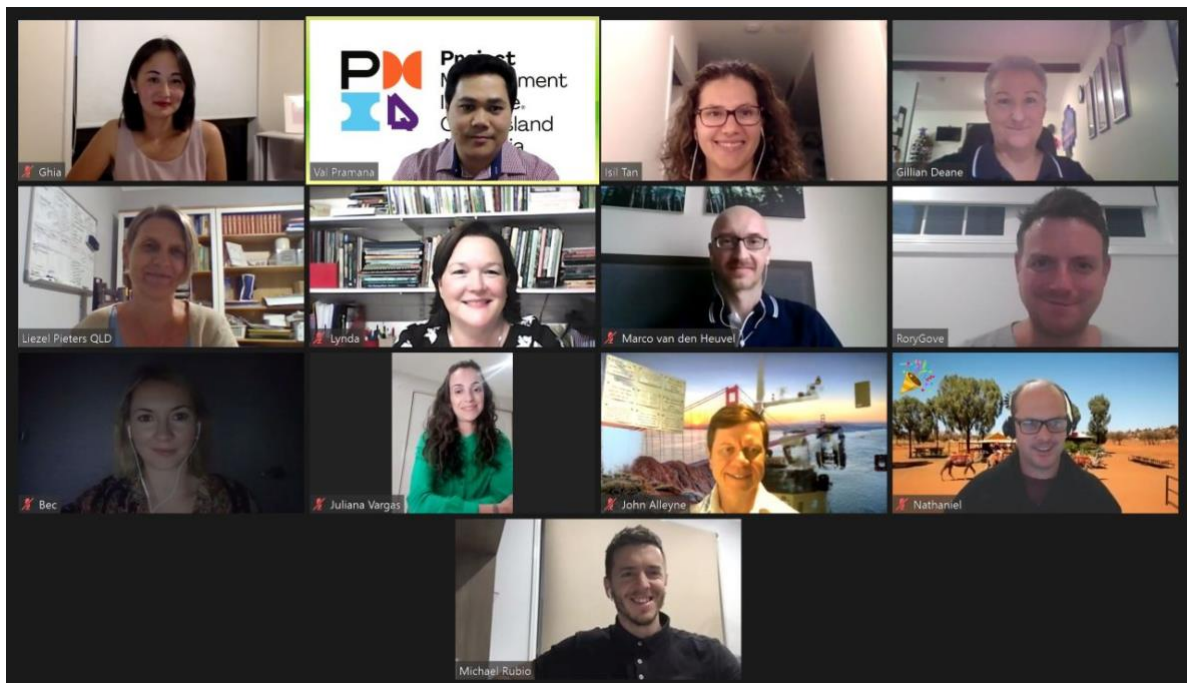 Project
Ghia
Val Pramana
Isil Tan
Gillian Deane
Liezel Pieters QLD
Lynda
Marco van den Heuvel
RoryGove
Bec
Juliana Vargas
John Alleyne
Nathaniel
Michael Rubio